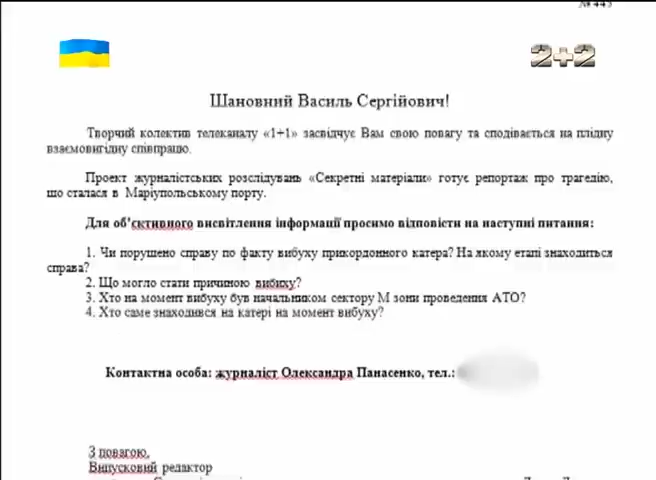 № 445
2+2
Шановний Василь Сергійович!
Творчий колектив телеканалу «1+1» засвідчує Вам свою повагу та сподівається на плідну
взаємовигідну співпрацю.
Проект журналістських розслідувань «Секретні матеріали» готує репортаж про трагедію,
що сталася в Маріупольському порту.
Для об'єктивного висвітлення інформації просимо відповісти на наступні питання:
1. Чи порушено справу по факту вибуху прикордонного катера? На якому етапі знаходиться
справа?
2. Що могло стати причиною вибиху?
3. Хто на момент вибуху був начальником сектору М зони проведення АТО?
4. Хто саме знаходився на катері на момент вибуху?
Контактна особа: журналіст Олександра Панасенко, тел.:
З повагою,
Випусковий редактор